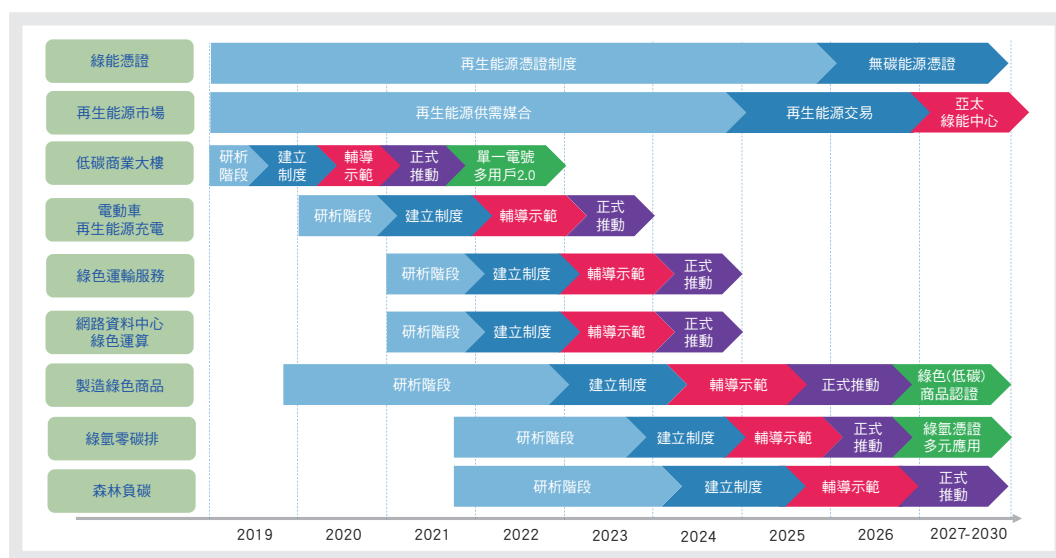 綠能憑證
再生能源憑證制度
無碳能源憑證
再生能源市場
再生能源供需媒合
再生能源交易
亞太
綠能中心
低碳商業大樓
研析
階段
建立
制度
輔導
示範
正式
推動
單一電號
多用戶2.0
電動車
再生能源充電
研析階段
建立制度
輔導示範
正式
推動
綠色運輸服務
研析階段
建立制度
輔導示範
正式
推動
網路資料中心
綠色運算
研析階段
建立制度
輔導示範
正式
推動
製造綠色商品
研析階段
建立制度
輔導示範
正式推動
綠色(低碳)
商品認證
綠氫零碳排
研析階段
建立制度
輔導示範
正式
推動
綠氫憑證
多元應用
森林負碳
研析階段
建立制度
輔導示範
正式
推動
2019
2020
2021
2022
2023
2024
2025
2026
2027-2030